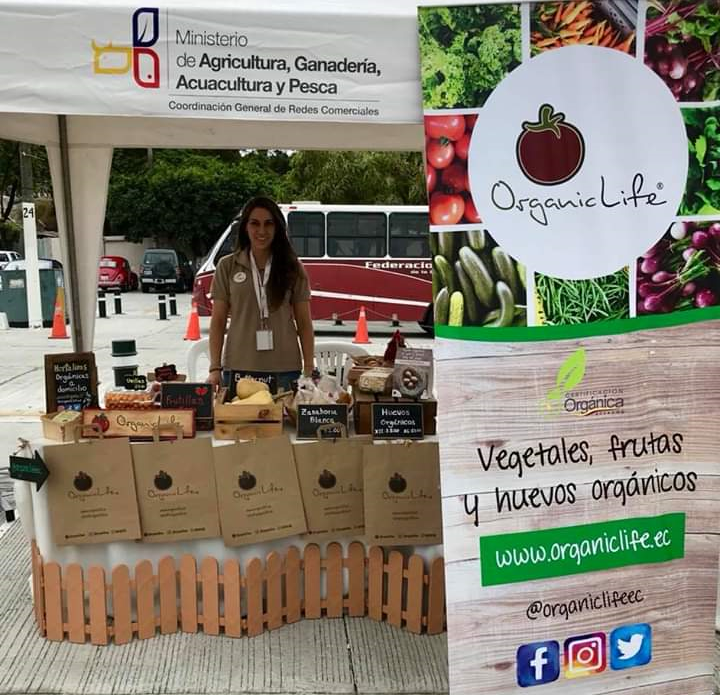 Ministerio
de Agricultura, Ganadería,
Acuacultura y Pesca
Coordinación General de Redes Comerciales
OrganicLife®
24
Federació
Hortalizas
Orgánicas
a
domicilio
Frutillas
Butternut
Zanahoria
Blanca
Huevos
Orgánicos
OrganicLife
OrganicLife
OrganicLife
OrganicLife
OrganicLife
OrganicLife
CERTIFICACIÓN
Orgánica
Vegetales, frutas
y huevos orgánicos
www.organiclife.ec
@organiclifeec